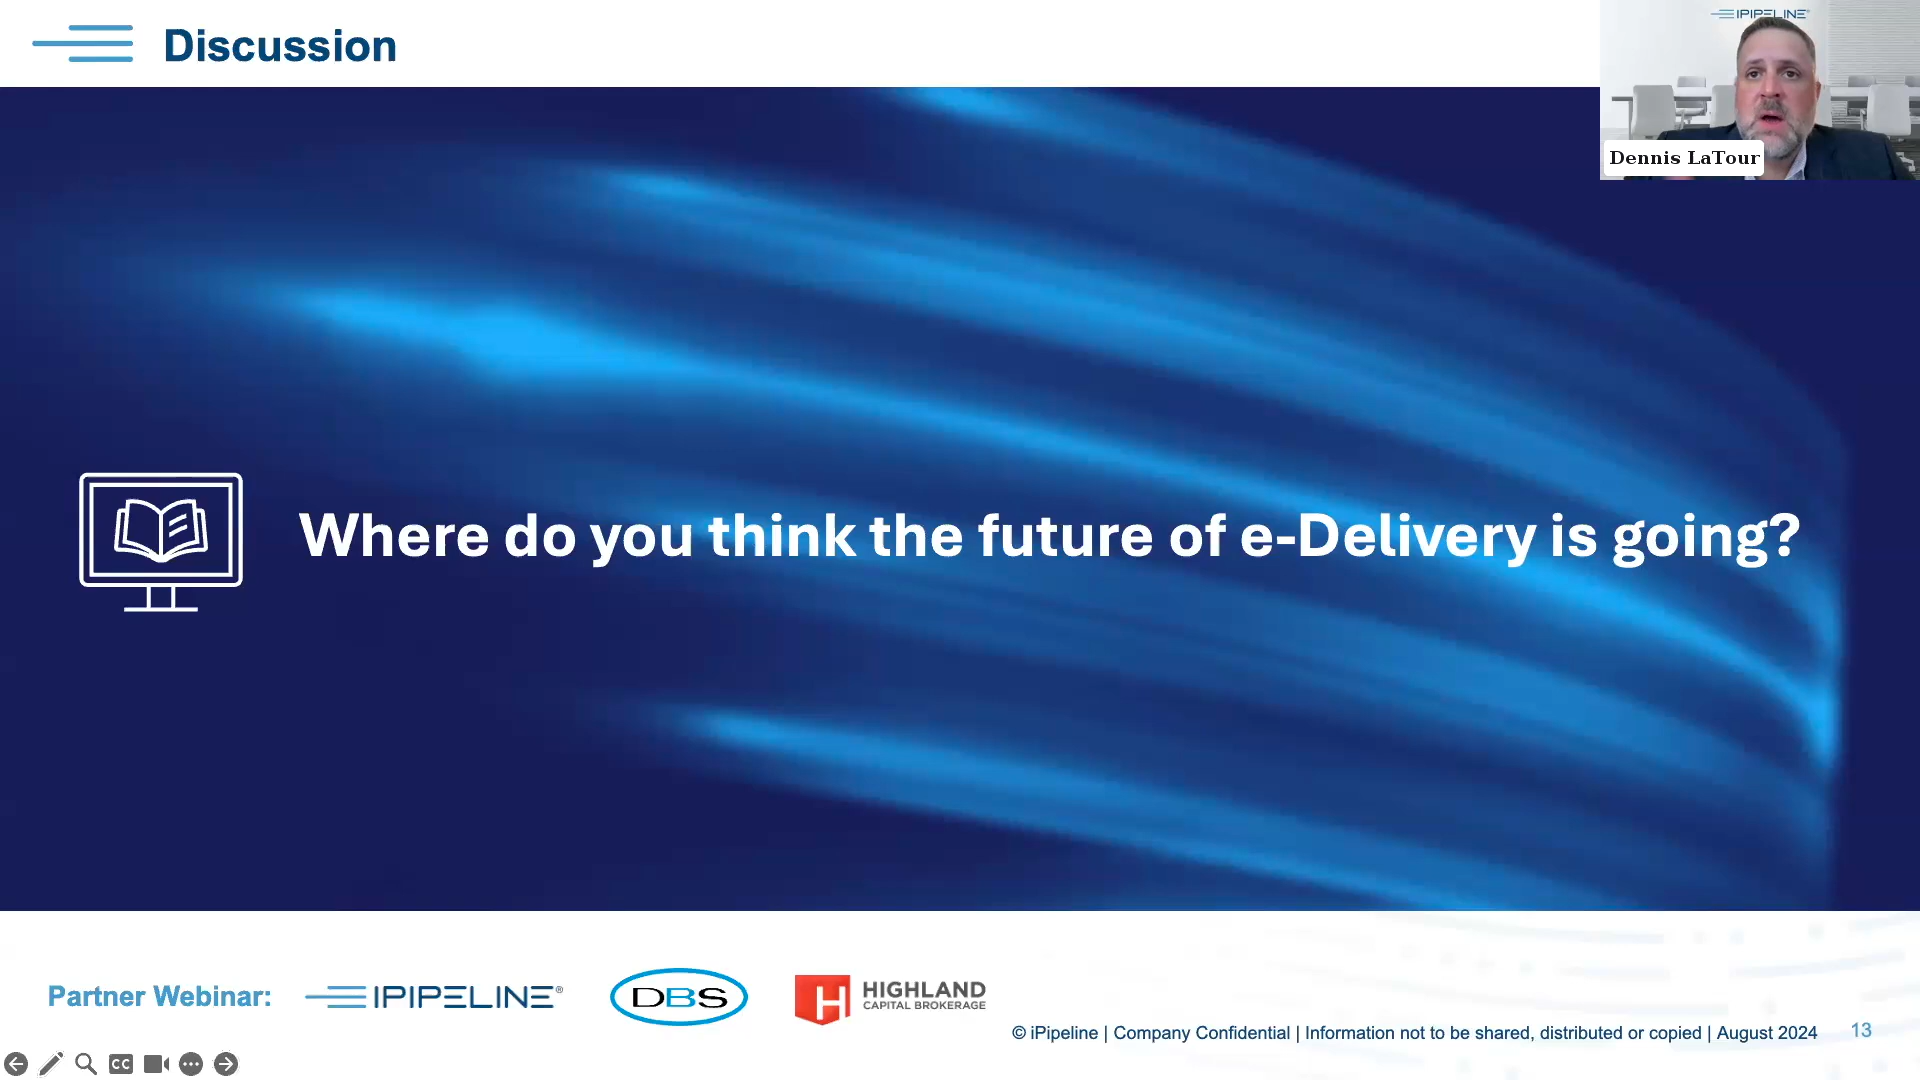 Discussion
IPIPELINE®
Dennis LaTour
Where do you think the future of e-Delivery is going?
Partner Webinar:
IPIPELINE®
DBS
H
HIGHLAND
CAPITAL BROKERAGE
© iPipeline | Company Confidential | Information not to be shared, distributed or copied | August 2024
13
CC